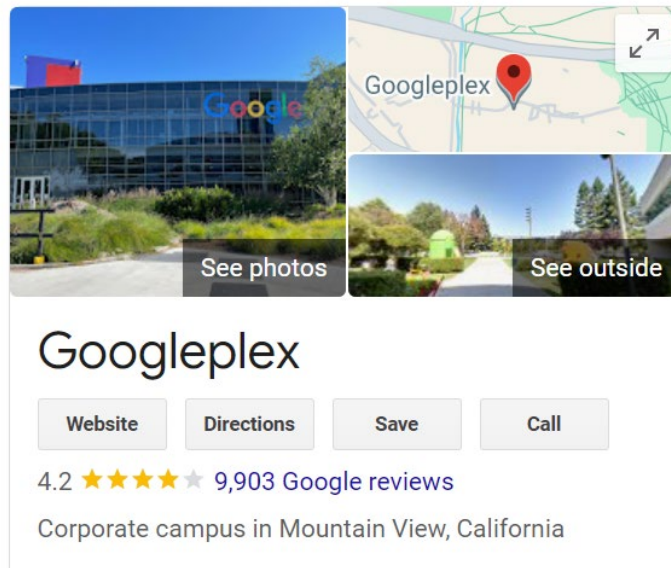 Google
Googleplex
See photos
See outside
Googleplex
Website
Directions
Save
Call
4.2 9,903 Google reviews
Corporate campus in Mountain View, California